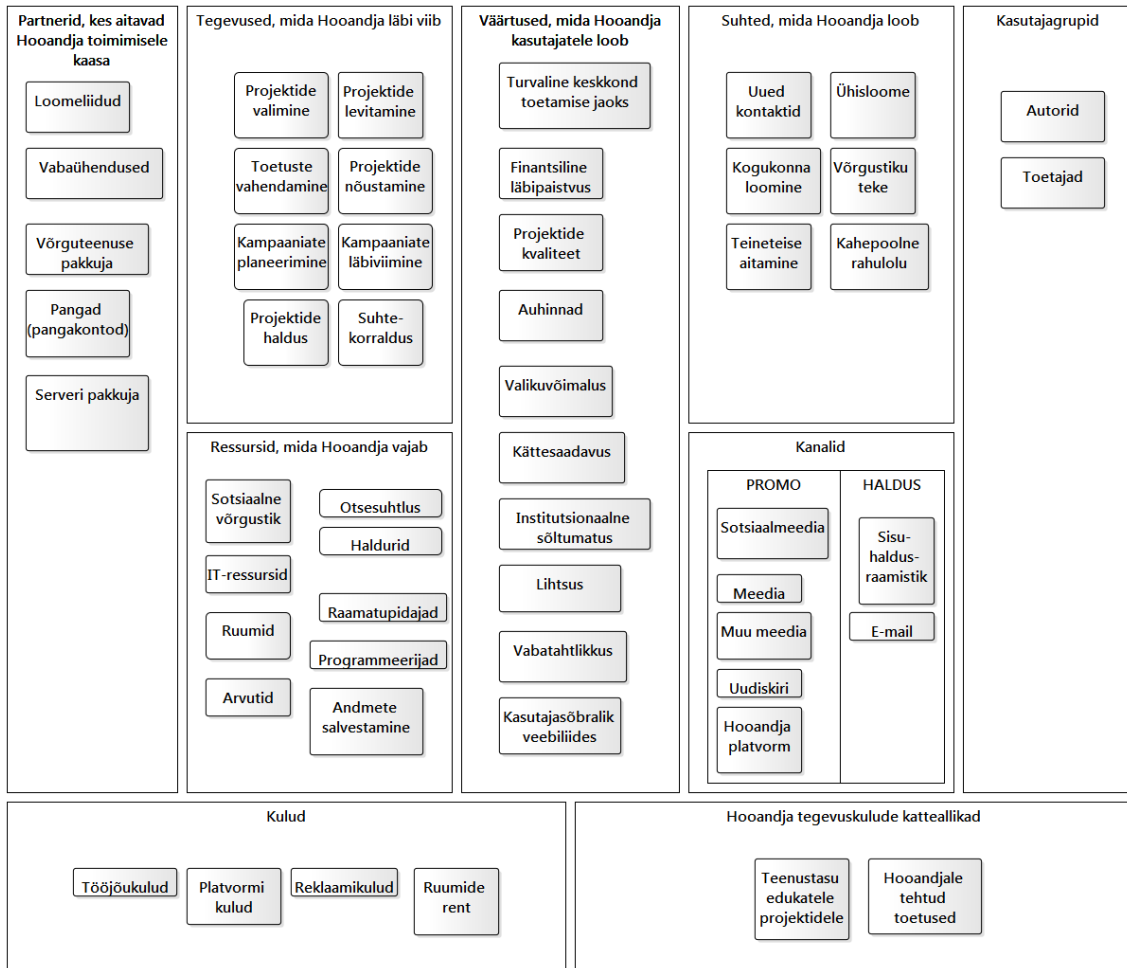 Partnerid, kes aitavad
Hooandja toimimisele
kaasa
Loomeliidud
Vabaühendused
Võrguteenuse
pakkuja
Pangad
(pangakontod)
Serveri pakkuja
Tegevused, mida Hooandja läbi viib
Projektide
valimine
Projektide
levitamine
Toetuste
vahendamine
Projektide
nõustamine
Kampaaniate
planeerimine
Kampaaniate
läbiviimine
Projektide
haldus
Suhte-
korraldus
Ressursid, mida Hooandja vajab
Sotsiaalne
võrgustik
Otsesuhtlus
Haldurid
IT-ressursid
Raamatupidajad
Ruumid
Programmeerijad
Arvutid
Andmete
salvestamine
Väärtused, mida Hooandja
kasutajatele loob
Turvaline keskkond
toetamise jaoks
Finantsiline
läbipaistvus
Projektide
kvaliteet
Auhinnad
Valikuvõimalus
Kättesaadavus
Institutsionaalne
sõltumatus
Lihtsus
Vabatahtlikkus
Kasutajasõbralik
veebiliides
Suhted, mida Hooandja loob
Uued
kontaktid
Ühisloome
Kogukonna
loomine
Võrgustiku
teke
Teineteise
aitamine
Kahepoolne
rahulolu
Kanalid
PROMO
Sotsiaalmeedia
Meedia
Muu meedia
Uudiskiri
Hooandja
platvorm
HALDUS
Sisu-
haldus-
raamistik
E-mail
Kasutajagrupid
Autorid
Toetajad
Kulud
Tööjõukulud
Platvormi
kulud
Reklaamikulud
Ruumide
rent
Hooandja tegevuskulude katteallikad
Teenustasu
edukatele
projektidele
Hooandjale
tehtud
toetused